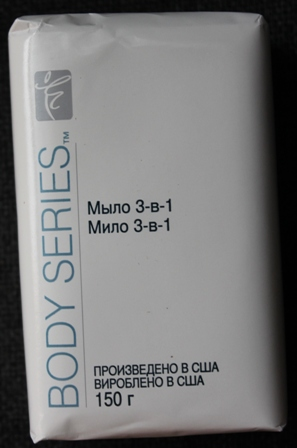 BODY SERIES™
Мыло 3-в-1
Мило 3-в-1
ПРОИЗВЕДЕНО В США
ВИРОБЛЕНО В США
150 г